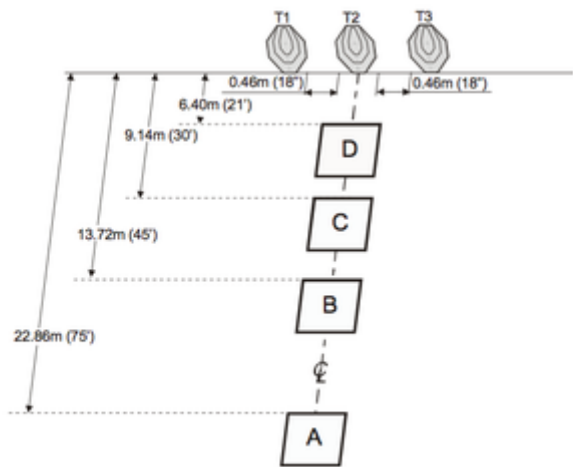 T1 T2 T3
0.46m (18") 0.46m (18")
6.40m (21')
9.14m (30')
D
C
13.72m (45')
B
22.86m (75')
℄
A